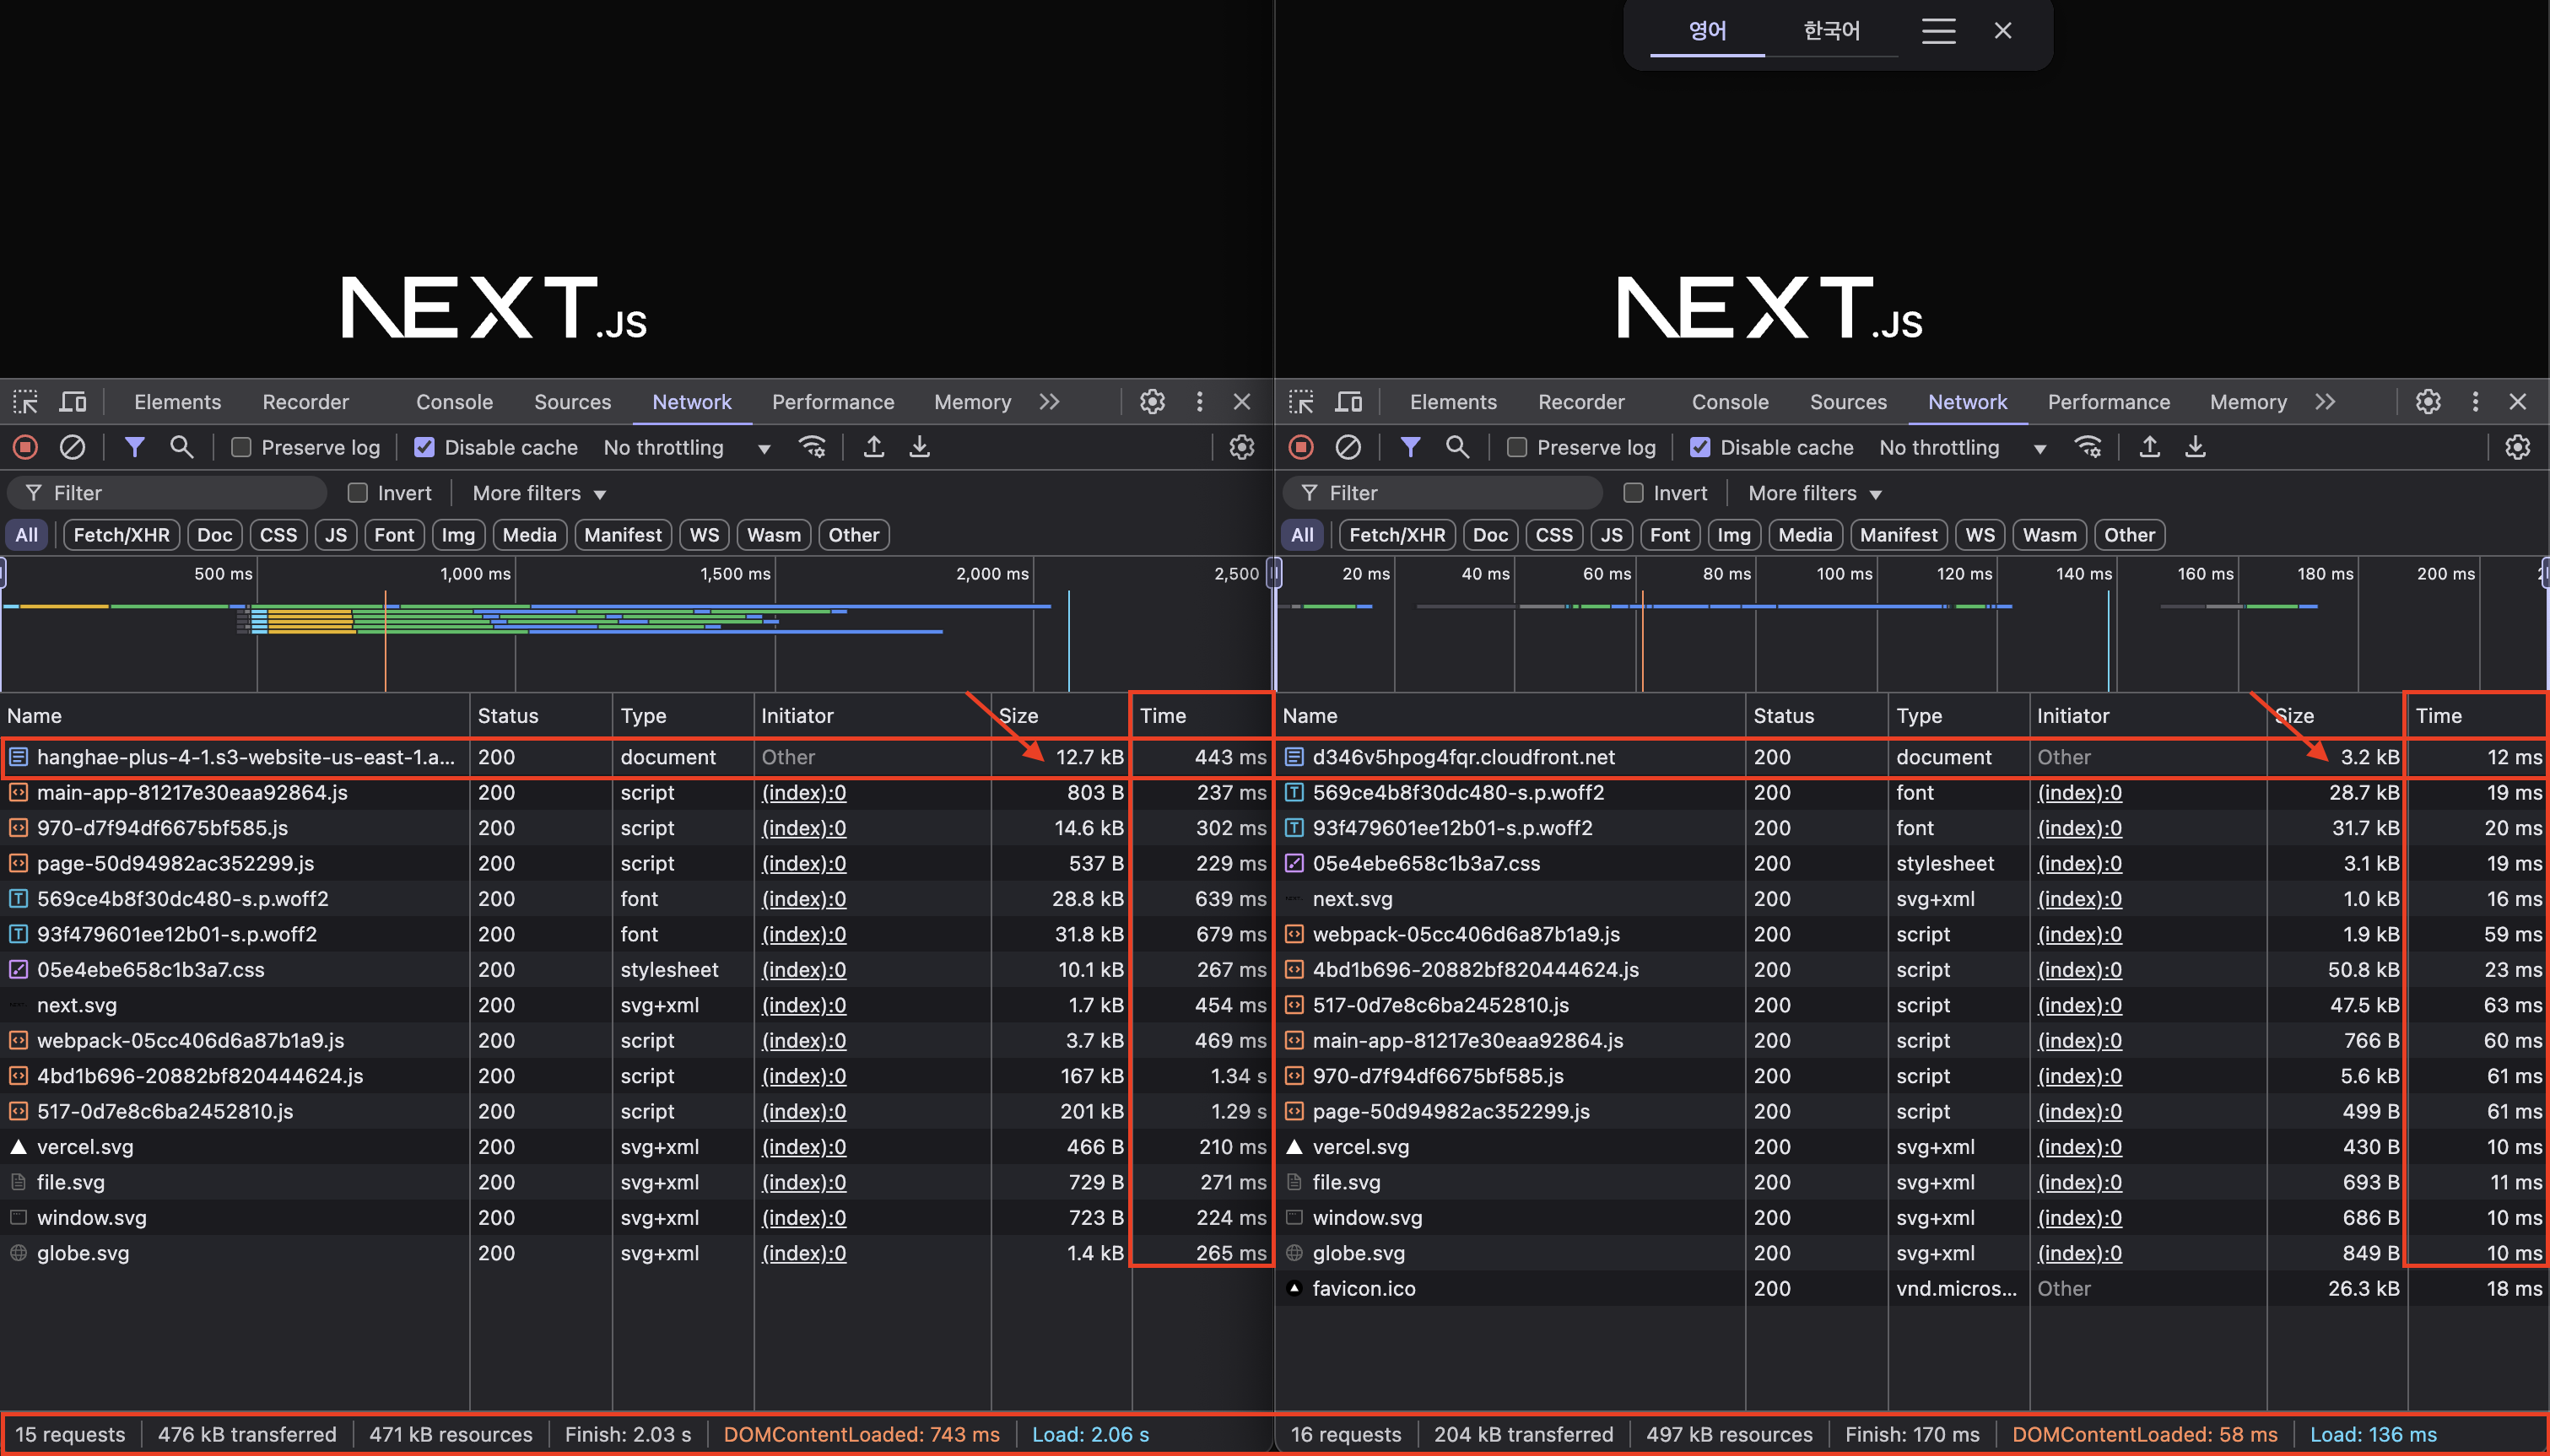 영어 한국어
NEXT.JS
NEXT.JS
Elements Recorder Console Sources Network Performance Memory
Preserve log Disable cache No throttling
Filter Invert More filters
All Fetch/XHR Doc CSS JS Font Img Media Manifest WS Wasm Other
500 ms 1,000 ms 1,500 ms 2,000 ms 2,500
Name Status Type Initiator Size Time
hanghae-plus-4-1.s3-website-us-east-1.a... 200 document Other 12.7 kB 443 ms
main-app-81217e30eaa92864.js 200 script (index):0 803 B 237 ms
970-d7f94df6675bf585.js 200 script (index):0 14.6 kB 302 ms
page-50d94982ac352299.js 200 script (index):0 537 B 229 ms
569ce4b8f30dc480-s.p.woff2 200 font (index):0 28.8 kB 639 ms
93f479601ee12b01-s.p.woff2 200 font (index):0 31.8 kB 679 ms
05e4ebe658c1b3a7.css 200 stylesheet (index):0 10.1 kB 267 ms
next.svg 200 svg+xml (index):0 1.7 kB 454 ms
webpack-05cc406d6a87b1a9.js 200 script (index):0 3.7 kB 469 ms
4bd1b696-20882bf820444624.js 200 script (index):0 167 kB 1.34 s
517-0d7e8c6ba2452810.js 200 script (index):0 201 kB 1.29 s
vercel.svg 200 svg+xml (index):0 466 B 210 ms
file.svg 200 svg+xml (index):0 729 B 271 ms
window.svg 200 svg+xml (index):0 723 B 224 ms
globe.svg 200 svg+xml (index):0 1.4 kB 265 ms
15 requests 476 kB transferred 471 kB resources Finish: 2.03 s DOMContentLoaded: 743 ms Load: 2.06 s
Elements Recorder Console Sources Network Performance Memory
Preserve log Disable cache No throttling
Filter Invert More filters
All Fetch/XHR Doc CSS JS Font Img Media Manifest WS Wasm Other
20 ms 40 ms 60 ms 80 ms 100 ms 120 ms 140 ms 160 ms 180 ms 200 ms
Name Status Type Initiator Size Time
d346v5hpog4fqr.cloudfront.net 200 document Other 3.2 kB 12 ms
569ce4b8f30dc480-s.p.woff2 200 font (index):0 28.7 kB 19 ms
93f479601ee12b01-s.p.woff2 200 font (index):0 31.7 kB 20 ms
05e4ebe658c1b3a7.css 200 stylesheet (index):0 3.1 kB 19 ms
next.svg 200 svg+xml (index):0 1.0 kB 16 ms
webpack-05cc406d6a87b1a9.js 200 script (index):0 1.9 kB 59 ms
4bd1b696-20882bf820444624.js 200 script (index):0 50.8 kB 23 ms
517-0d7e8c6ba2452810.js 200 script (index):0 47.5 kB 63 ms
main-app-81217e30eaa92864.js 200 script (index):0 766 B 60 ms
970-d7f94df6675bf585.js 200 script (index):0 5.6 kB 61 ms
page-50d94982ac352299.js 200 script (index):0 499 B 61 ms
vercel.svg 200 svg+xml (index):0 430 B 10 ms
file.svg 200 svg+xml (index):0 693 B 11 ms
window.svg 200 svg+xml (index):0 686 B 10 ms
globe.svg 200 svg+xml (index):0 849 B 10 ms
favicon.ico 200 vnd.micros... Other 26.3 kB 18 ms
16 requests 204 kB transferred 497 kB resources Finish: 170 ms DOMContentLoaded: 58 ms Load: 136 ms